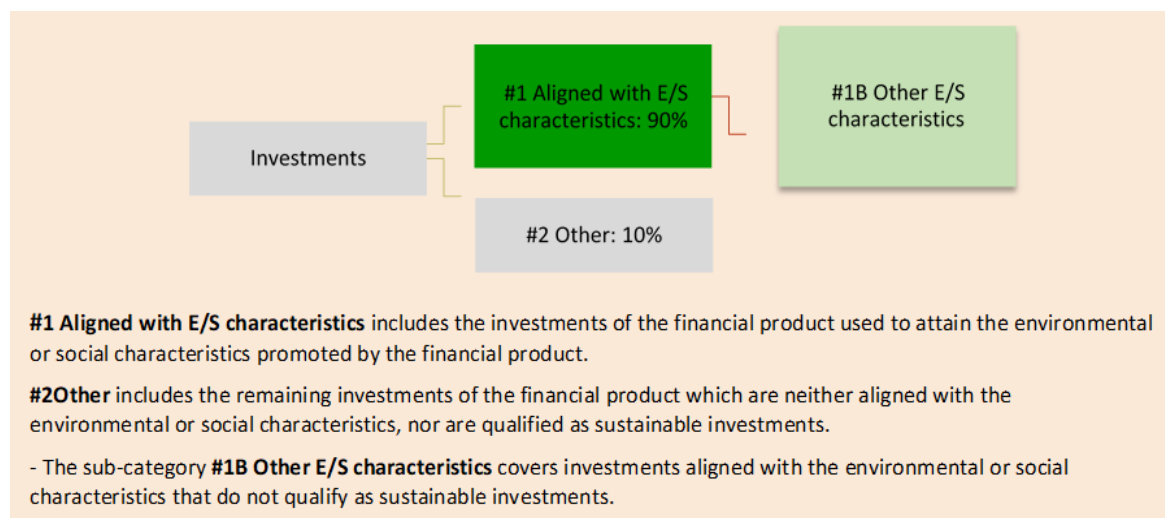 #1 Aligned with E/S
characteristics: 90%
#1B Other E/S
characteristics
Investments
#2 Other: 10%
#1 Aligned with E/S characteristics includes the investments of the financial product used to attain the environmental
or social characteristics promoted by the financial product.
#2Other includes the remaining investments of the financial product which are neither aligned with the
environmental or social characteristics, nor are qualified as sustainable investments.
- The sub-category #1B Other E/S characteristics covers investments aligned with the environmental or social
characteristics that do not qualify as sustainable investments.